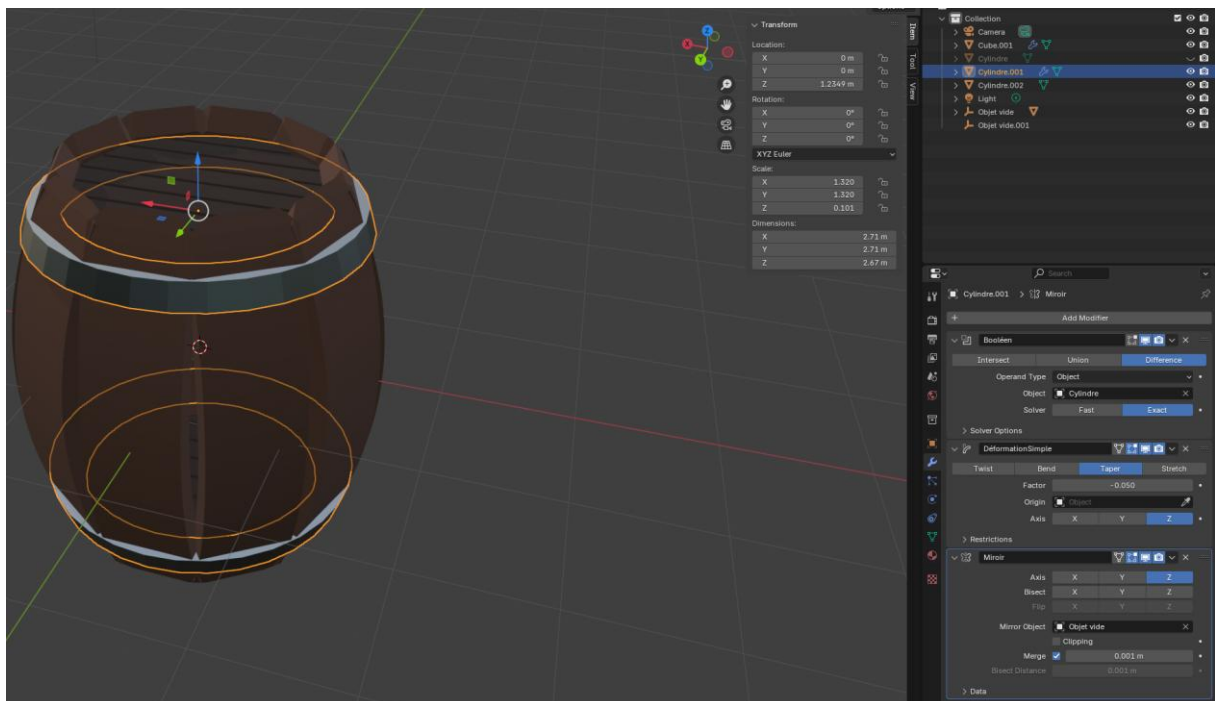 Transform
Location:
X 0 m
Y 0 m
Z 1.2349 m
Rotation:
X 0°
Y 0°
Z 0°
XYZ Euler
Scale:
X 1.320
Y 1.320
Z 0.101
Dimensions:
X 2.71 m
Y 2.71 m
Z 2.67 m
Item
Tool
View
X
Y
Z
Collection
Camera
Cube.001
Cylindre
Cylindre.001
Cylindre.002
Light
Objet vide
Objet vide.001
Search
Cylindre.001 > Miroir
+ Add Modifier
Booléen
Intersect Union Difference
Operand Type Object
Object Cylindre
Solver Fast Exact
Solver Options
DéformationSimple
Twist Bend Taper Stretch
Factor -0.050
Origin Object
Axis X Y Z
Restrictions
Miroir
Axis X Y Z
Bisect X Y Z
Flip X Y Z
Mirror Object Objet vide
Clipping
Merge 0.001 m
Bisect Distance 0.001 m
Data